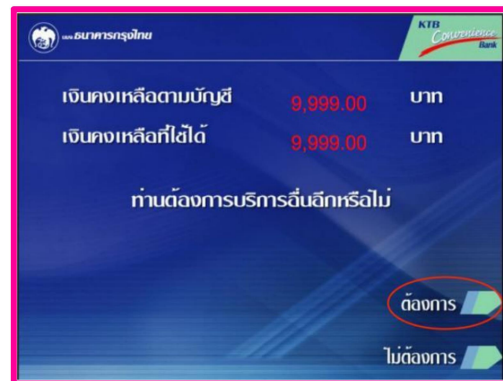 บมจ. ธนาคารกรุงไทย
KTB
Convenience
Bank
เงินคงเหลือตามบัญชี 9,999.00 บาท
เงินคงเหลือที่ใช้ได้ 9,999.00 บาท
ท่านต้องการบริการอื่นอีกหรือไม่
ต้องการ
ไม่ต้องการ